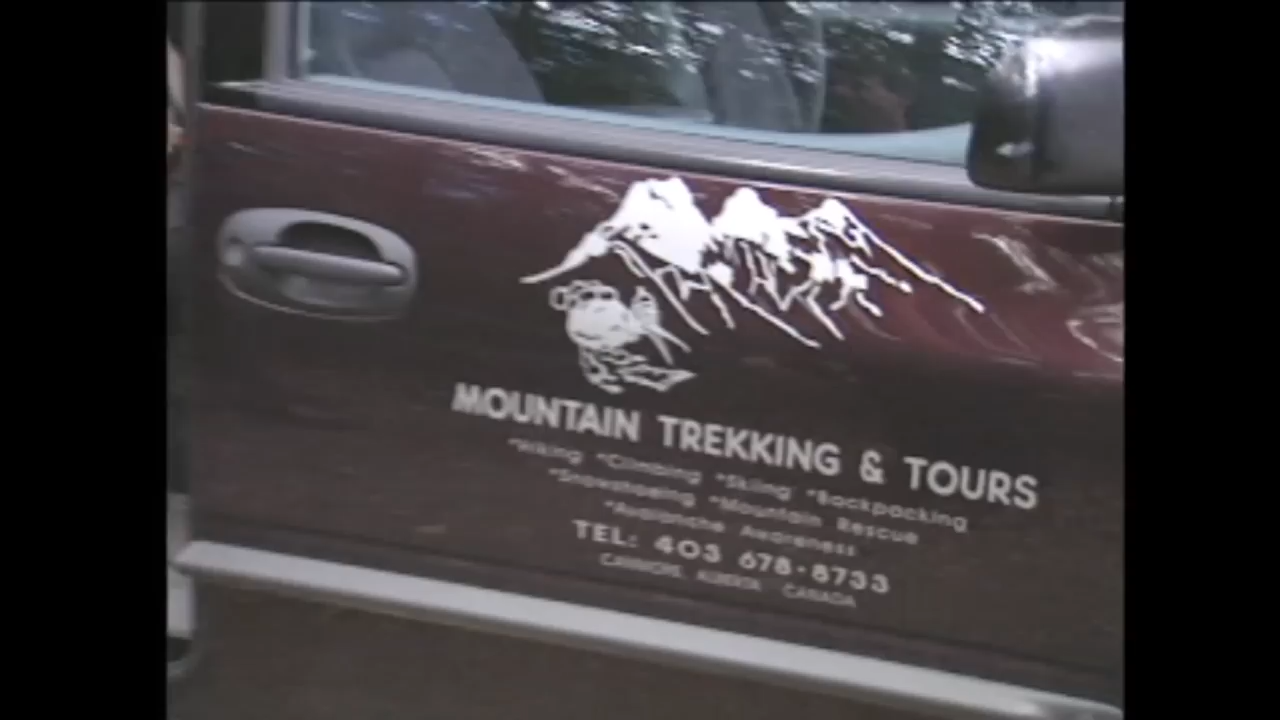 MOUNTAIN TREKKING & TOURS
*Hiking *Climbing *Skiing *Backpacking
*Snowshoeing *Mountain Rescue
*Avalanche Awareness
TEL: 403 678-8733
CANMORE, ALBERTA CANADA